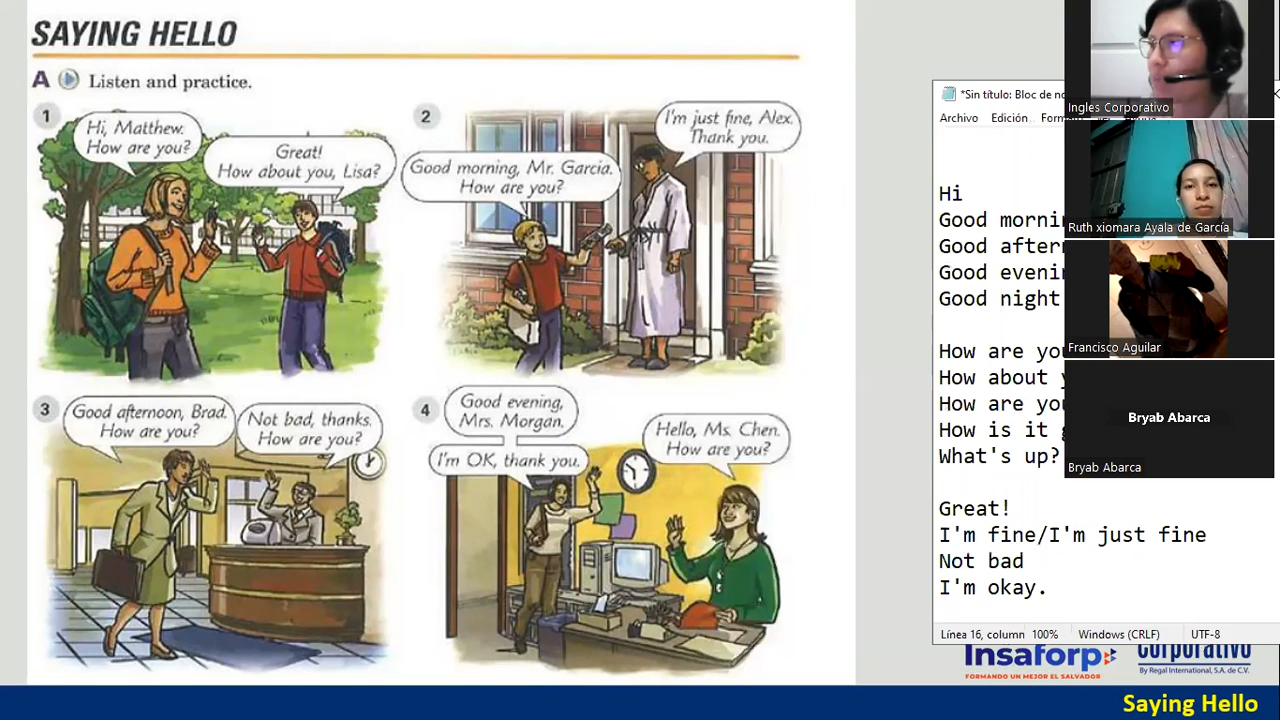 SAYING HELLO
A Listen and practice.
1
Hi, Matthew.
How are you?
Great!
How about you, Lisa?
2
Good morning, Mr. Garcia.
How are you?
I'm just fine, Alex.
Thank you.
3
Good afternoon, Brad.
How are you?
Not bad, thanks.
How are you?
4
Good evening,
Mrs. Morgan.
I'm OK, thank you.
Hello, Ms. Chen.
How are you?
*Sin título: Bloc de no
Archivo Edición
Hi
Good
Good
Good
Good night
How are
How about
How are
How is it
What's up?
Great!
I'm fine/I'm just fine
Not bad
I'm okay.
Línea 16, column 100% Windows (CRLF) UTF-8
Ingles Corporativo
Ruth xiomara Ayala de García
Francisco Aguilar
Bryab Abarca
Bryab Abarca
Insaforp
FORMANDO UN MEJOR EL SALVADOR
Corporativo
By Regal International, S.A. de C.V.
Saying Hello